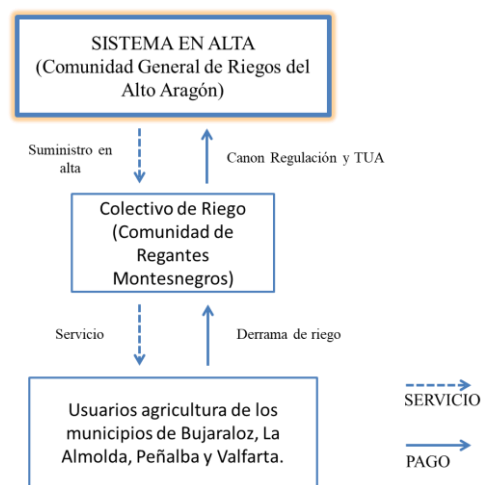 SISTEMA EN ALTA
(Comunidad General de Riegos del
Alto Aragón)
Suministro en
alta
Canon Regulación y TUA
Colectivo de Riego
(Comunidad de
Regantes
Montesnegros)
Servicio
Derrama de riego
Usuarios agricultura de los
municipios de Bujaraloz, La
Almolda, Peñalba y Valfarta.
SERVICIO
PAGO